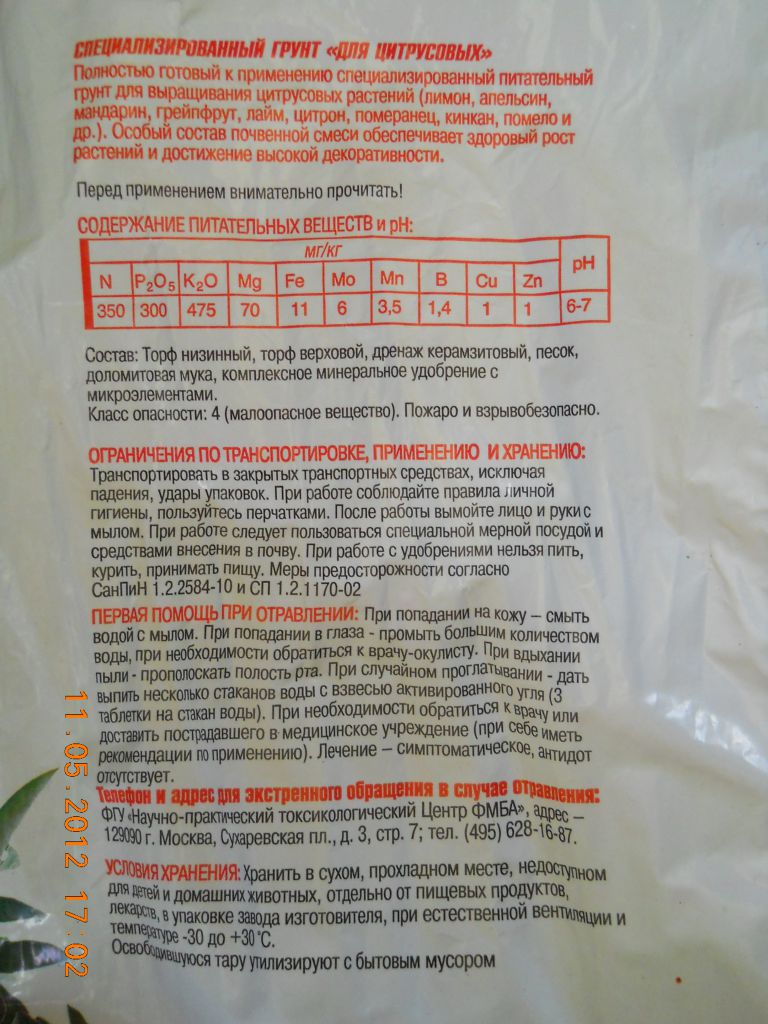 СПЕЦИАЛИЗИРОВАННЫЙ ГРУНТ «ДЛЯ ЦИТРУСОВЫХ»
Полностью готовый к применению специализированный питательный
грунт для выращивания цитрусовых растений (лимон, апельсин,
мандарин, грейпфрут, лайм, цитрон, померанец, кинкан, помело и
др.). Особый состав почвенной смеси обеспечивает здоровый рост
растений и достижение высокой декоративности.
Перед применением внимательно прочитать!
СОДЕРЖАНИЕ ПИТАТЕЛЬНЫХ ВЕЩЕСТВ и pH:
мг/кг pH
N P₂O₅ K₂O Mg Fe Mo Mn B Cu Zn
350 300 475 70 11 6 3,5 1,4 1 1 6-7
Состав: Торф низинный, торф верховой, дренаж керамзитовый, песок,
доломитовая мука, комплексное минеральное удобрение с
микроэлементами.
Класс опасности: 4 (малоопасное вещество). Пожаро и взрывобезопасно.
ОГРАНИЧЕНИЯ ПО ТРАНСПОРТИРОВКЕ, ПРИМЕНЕНИЮ И ХРАНЕНИЮ:
Транспортировать в закрытых транспортных средствах, исключая
падения, удары упаковок. При работе соблюдайте правила личной
гигиены, пользуйтесь перчатками. После работы вымойте лицо и руки с
мылом. При работе следует пользоваться специальной мерной посудой и
средствами внесения в почву. При работе с удобрениями нельзя пить,
курить, принимать пищу. Меры предосторожности согласно
СанПиН 1.2.2584-10 и СП 1.2.1170-02
ПЕРВАЯ ПОМОЩЬ ПРИ ОТРАВЛЕНИИ: При попадании на кожу – смыть
водой с мылом. При попадании в глаза - промыть большим количеством
воды, при необходимости обратиться к врачу-окулисту. При вдыхании
пыли - прополоскать полость рта. При случайном проглатывании - дать
выпить несколько стаканов воды с взвесью активированного угля (3
таблетки на стакан воды). При необходимости обратиться к врачу или
доставить пострадавшего в медицинское учреждение (при себе иметь
рекомендации по применению). Лечение – симптоматическое, антидот
отсутствует.
Телефон и адрес для экстренного обращения в случае отравления:
ФГУ «Научно-практический токсикологический Центр ФМБА», адрес –
129090 г. Москва, Сухаревская пл., д. 3, стр. 7; тел. (495) 628-16-87.
УСЛОВИЯ ХРАНЕНИЯ: Хранить в сухом, прохладном месте, недоступном
для детей и домашних животных, отдельно от пищевых продуктов,
лекарств, в упаковке завода изготовителя, при естественной вентиляции и
температуре -30 до +30 °С.
Освободившуюся тару утилизируют с бытовым мусором
11.05.2012 17:02